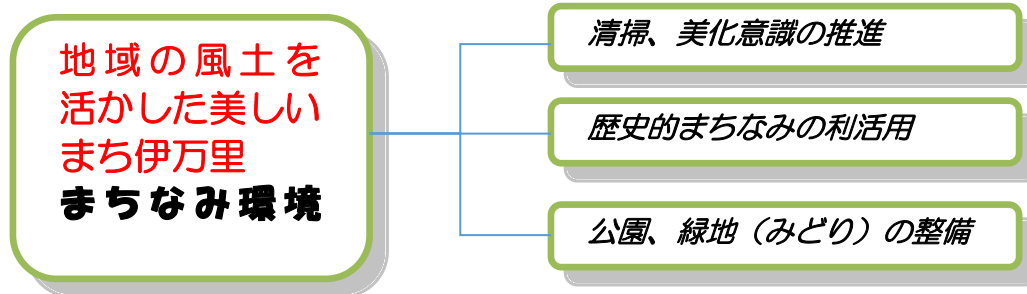 地域の風土を
活かした美しい
まち伊万里
まちなみ環境
清掃、美化意識の推進
歴史的まちなみの利活用
公園、緑地（みどり）の整備